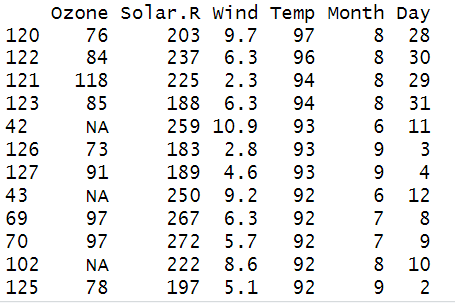 Ozone Solar.R Wind Temp Month Day
120 76 203 9.7 97 8 28
122 84 237 6.3 96 8 30
121 118 225 2.3 94 8 29
123 85 188 6.3 94 8 31
42 NA 259 10.9 93 6 11
126 73 183 2.8 93 9 3
127 91 189 4.6 93 9 4
43 NA 250 9.2 92 6 12
69 97 267 6.3 92 7 8
70 97 272 5.7 92 7 9
102 NA 222 8.6 92 8 10
125 78 197 5.1 92 9 2